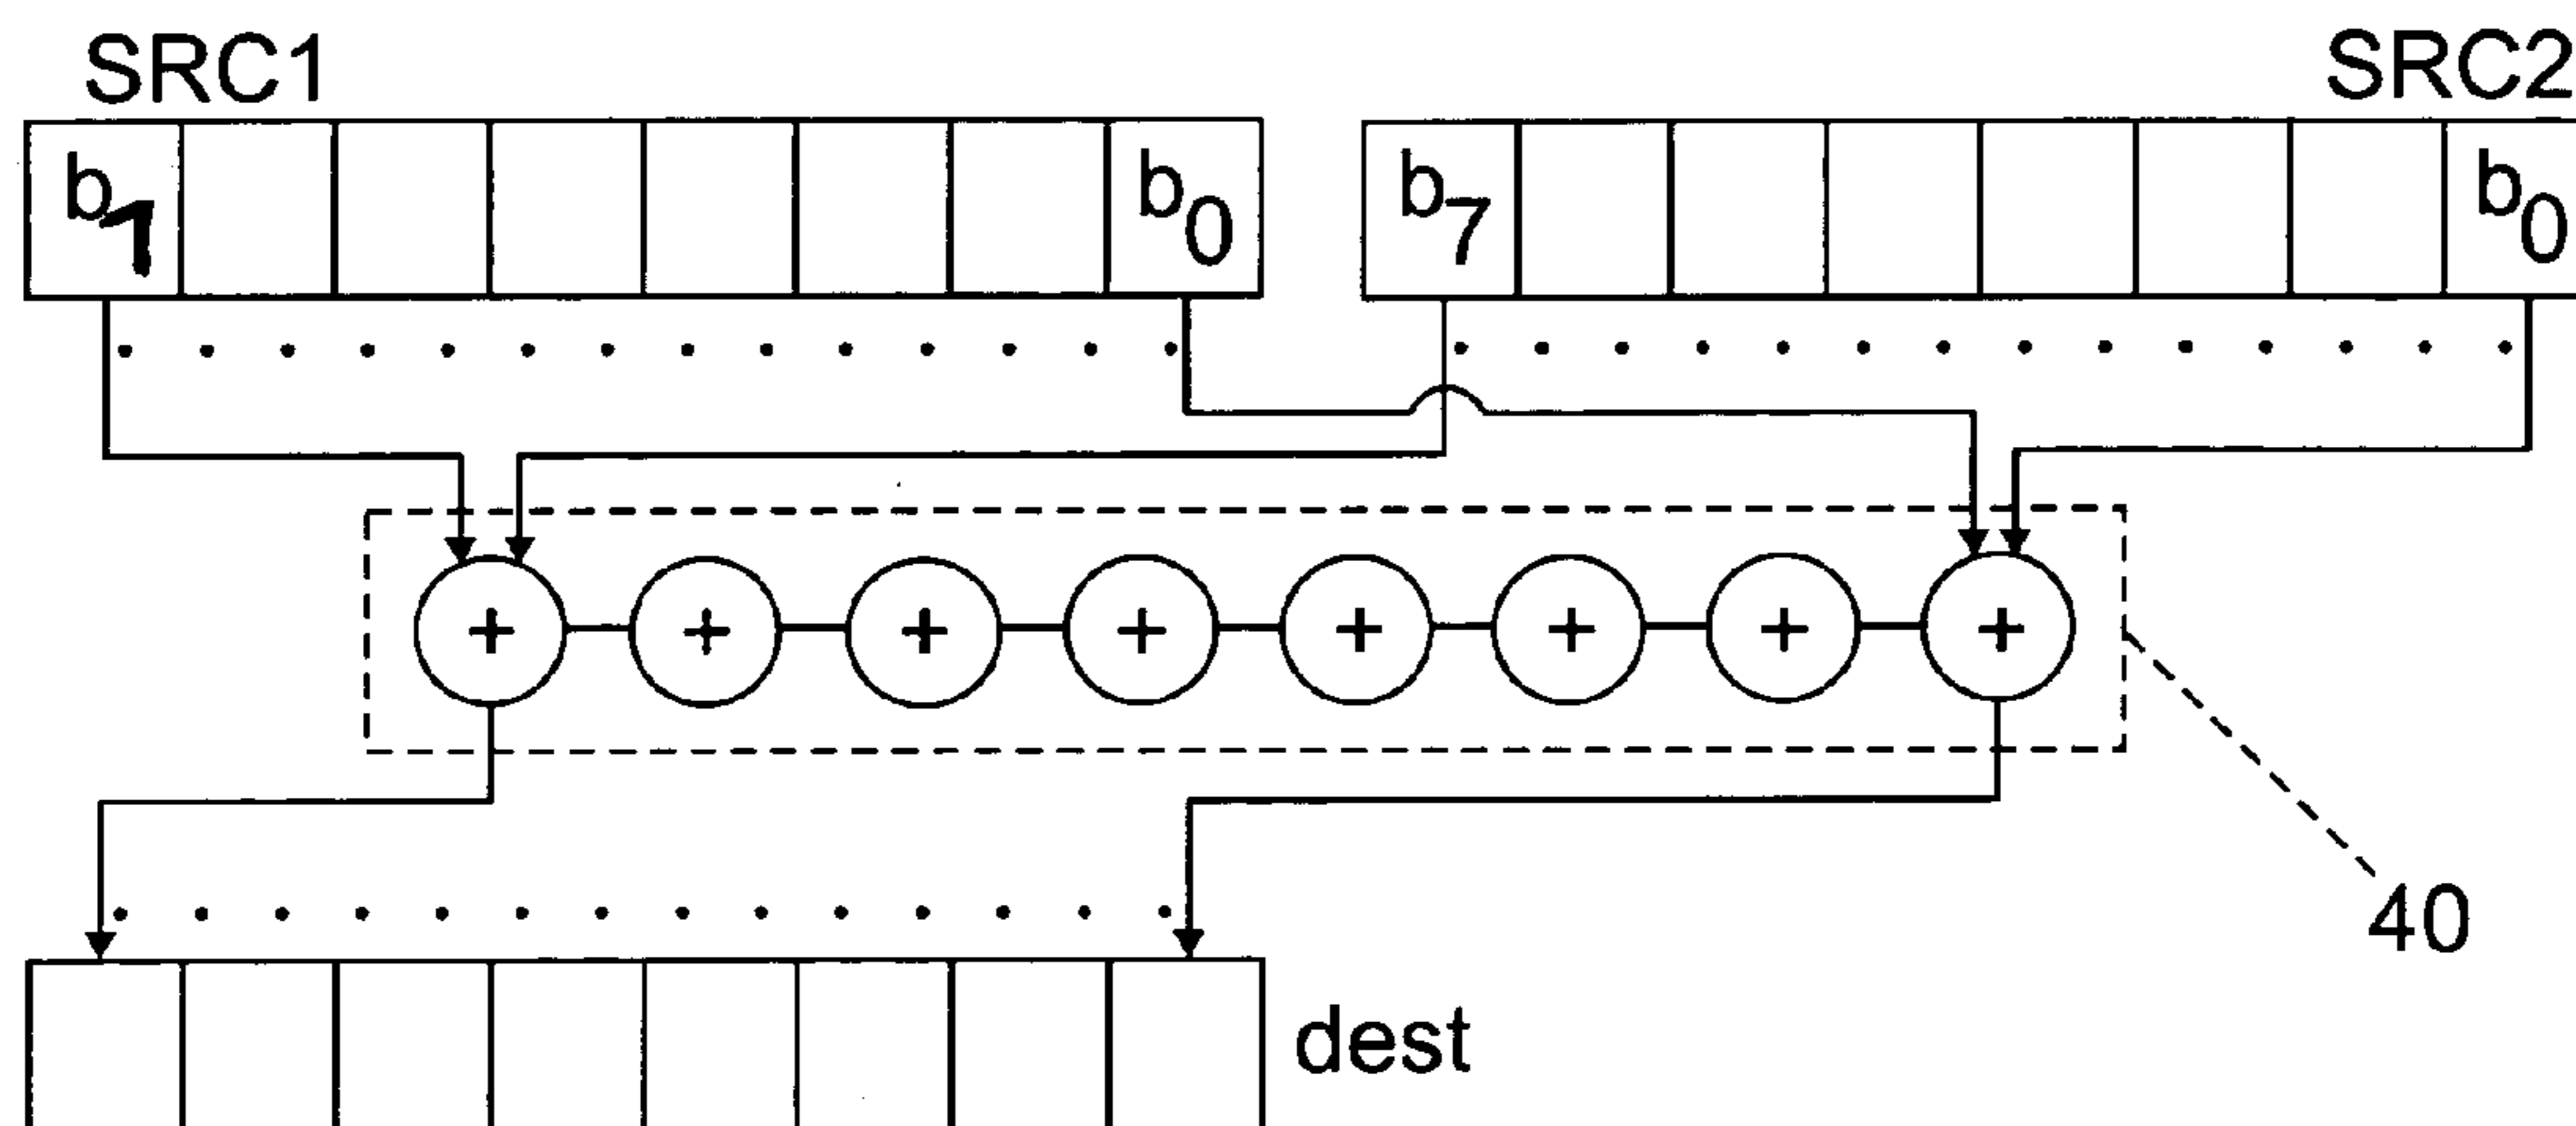 SRC1 SRC2
b1 b0 b7 b0
+ + + + + + + +
40
dest